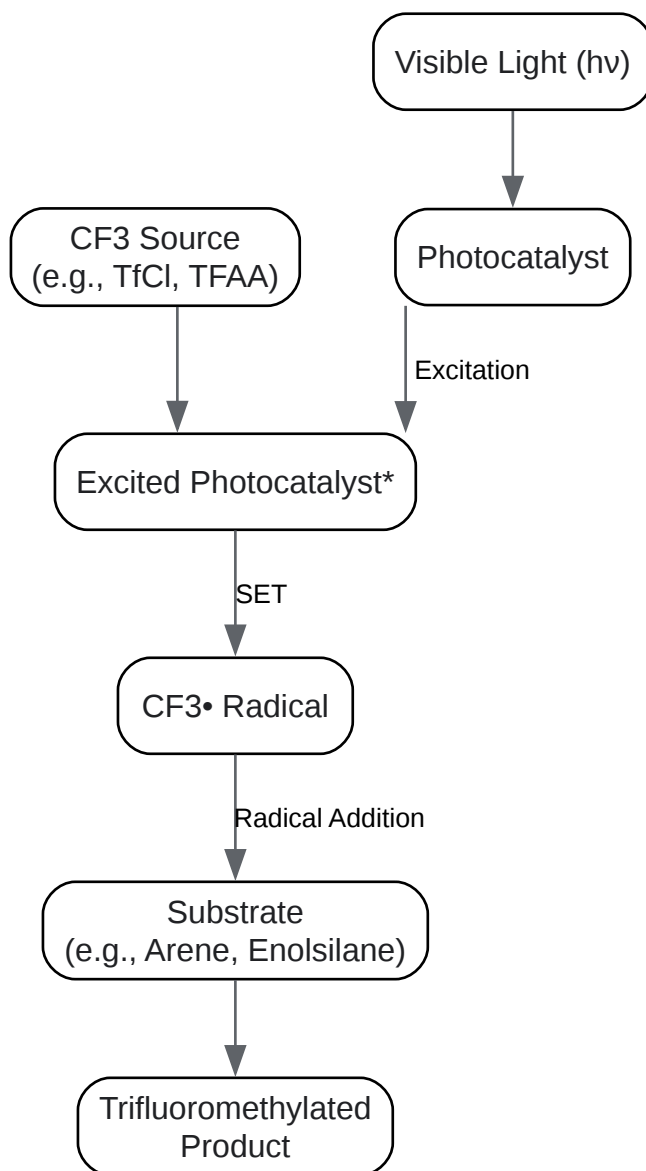 Visible Light (hν)
CF3 Source
(e.g., TfCl, TFAA)
Photocatalyst
Excitation
Excited Photocatalyst*
SET
CF3• Radical
Radical Addition
Substrate
(e.g., Arene, Enolsilane)
Trifluoromethylated
Product